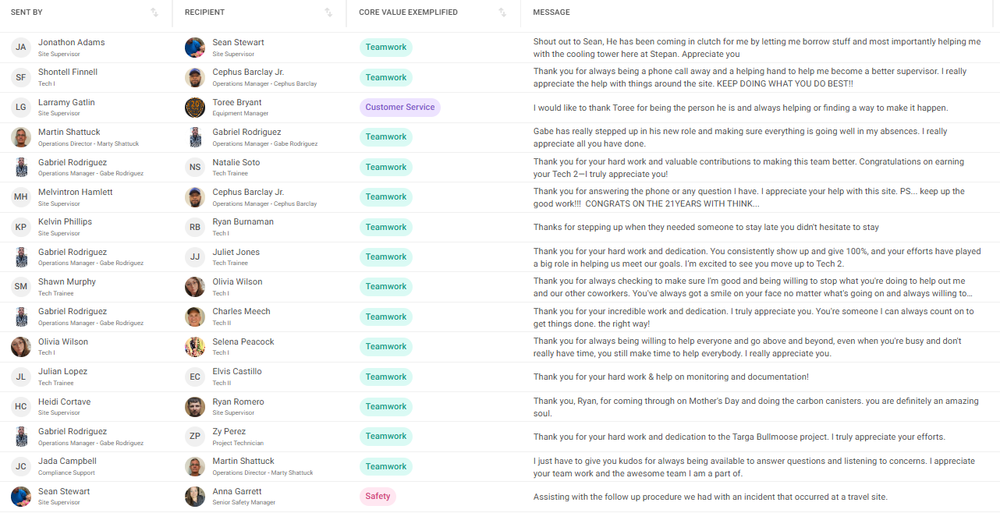 SENT BY RECIPIENT CORE VALUE EXEMPLIFIED MESSAGE
JA Jonathon Adams Sean Stewart Teamwork Shout out to Sean, He has been coming in clutch for me by letting me borrow stuff and most importantly helping me
Site Supervisor Site Supervisor with the cooling tower here at Stepan. Appreciate you
SF Shontell Finnell Cephus Barclay Jr. Teamwork Thank you for always being a phone call away and a helping hand to help me become a better supervisor. I really
Tech I Operations Manager - Cephus Barclay appreciate the help with things around the site. KEEP DOING WHAT YOU DO BEST!!
LG Larramy Gatlin Toree Bryant Customer Service I would like to thank Toree for being the person he is and always helping or finding a way to make it happen.
Site Supervisor Equipment Manager
Martin Shattuck Gabriel Rodriguez Teamwork Gabe has really stepped up in his new role and making sure everything is going well in my absences. I really
Operations Director - Marty Shattuck Operations Manager - Gabe Rodriguez appreciate all you have done.
Gabriel Rodriguez NS Natalie Soto Teamwork Thank you for your hard work and valuable contributions to making this team better. Congratulations on earning
Operations Manager - Gabe Rodriguez Tech Trainee your Tech 2—I truly appreciate you!
MH Melvintron Hamlett Cephus Barclay Jr. Teamwork Thank you for answering the phone or any question I have. I appreciate your help with this site. PS... keep up the
Site Supervisor Operations Manager - Cephus Barclay good work!!! CONGRATS ON THE 21YEARS WITH THINK...
KP Kelvin Phillips RB Ryan Burnaman Teamwork Thanks for stepping up when they needed someone to stay late you didn't hesitate to stay
Site Supervisor Tech I
Gabriel Rodriguez JJ Juliet Jones Teamwork Thank you for your hard work and dedication. You consistently show up and give 100%, and your efforts have played
Operations Manager - Gabe Rodriguez Tech Trainee a big role in helping us meet our goals. I'm excited to see you move up to Tech 2.
SM Shawn Murphy Olivia Wilson Teamwork Thank you for always checking to make sure I'm good and being willing to stop what you're doing to help out me
Tech Trainee Tech I and our other coworkers. You've always got a smile on your face no matter what's going on and always willing to...
Gabriel Rodriguez Charles Meech Teamwork Thank you for your incredible work and dedication. I truly appreciate you. You're someone I can always count on to
Operations Manager - Gabe Rodriguez Tech II get things done. the right way!
Olivia Wilson Selena Peacock Teamwork Thank you for always being willing to help everyone and go above and beyond, even when you're busy and don't
Tech I Tech I really have time, you still make time to help everybody. I really appreciate you.
JL Julian Lopez EC Elvis Castillo Teamwork Thank you for your hard work & help on monitoring and documentation!
Tech Trainee Tech II
HC Heidi Cortave Ryan Romero Teamwork Thank you, Ryan, for coming through on Mother's Day and doing the carbon canisters. you are definitely an amazing
Site Supervisor Site Supervisor soul.
Gabriel Rodriguez ZP Zy Perez Teamwork Thank you for your hard work and dedication to the Targa Bullmoose project. I truly appreciate your efforts.
Operations Manager - Gabe Rodriguez Project Technician
JC Jada Campbell Martin Shattuck Teamwork I just have to give you kudos for always being available to answer questions and listening to concerns. I appreciate
Compliance Support Operations Director - Marty Shattuck your team work and the awesome team I am a part of.
Sean Stewart Anna Garrett Safety Assisting with the follow up procedure we had with an incident that occurred at a travel site.
Site Supervisor Senior Safety Manager